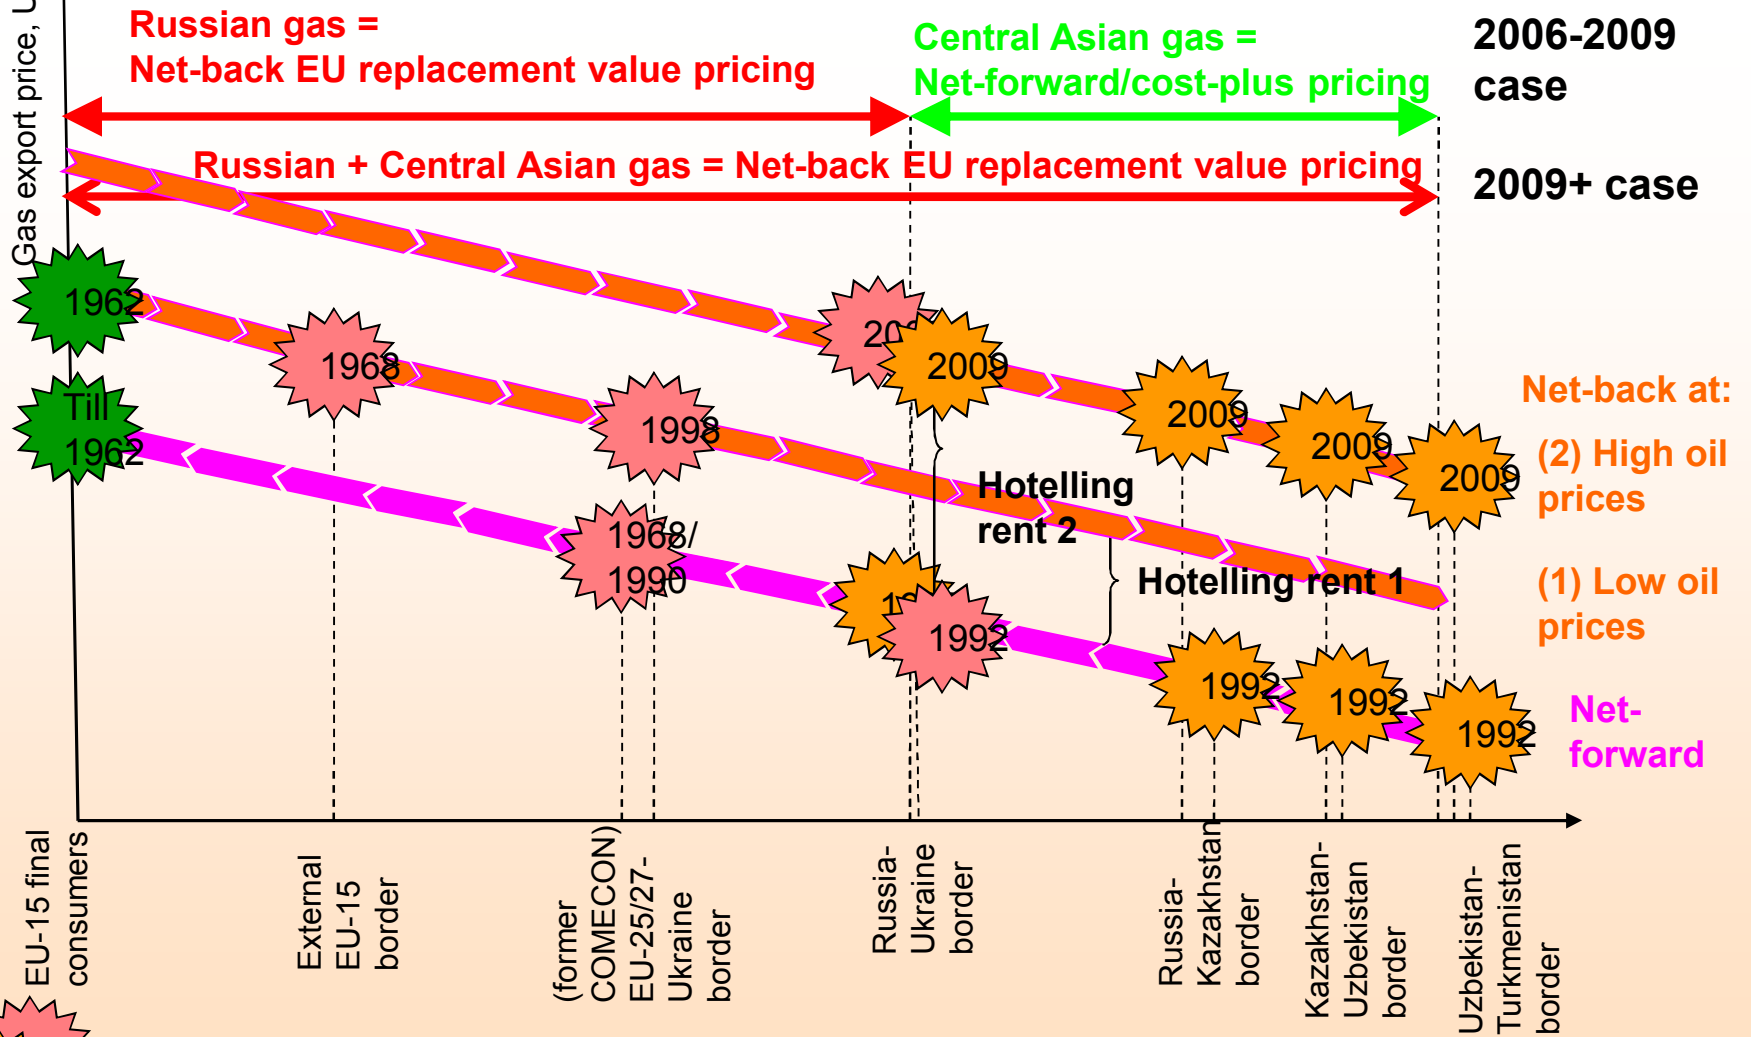 Gas export price, U
Russian gas =
Net-back EU replacement value pricing
Central Asian gas =
Net-forward/cost-plus pricing
2006-2009
case
Russian + Central Asian gas = Net-back EU replacement value pricing
2009+ case
1962
1968
1998
2009
2009
2009
2009
Till
1962
1968/
1990
1992
1992
1992
1992
Hotelling
rent 2
Hotelling rent 1
Net-back at:
(2) High oil
prices
(1) Low oil
prices
Net-
forward
EU-15 final
consumers
External
EU-15
border
(former
COMECON)
EU-25/27-
Ukraine
border
Russia-
Ukraine
border
Russia-
Kazakhstan
border
Kazakhstan-
Uzbekistan
border
Uzbekistan-
Turkmenistan
border